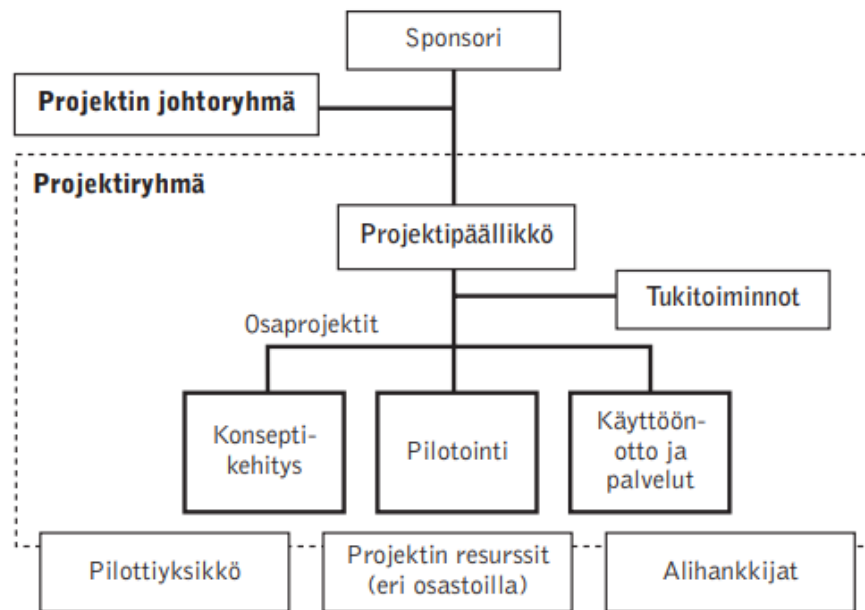 Sponsori
Projektin johtoryhmä
Projektiryhmä
Projektipäällikkö
Tukitoiminnot
Osaprojektit
Konsepti-
kehitys
Pilotointi
Käyttöön-
otto ja
palvelut
Pilottiyksikkö
Projektin resurssit
(eri osastoilla)
Alihankkijat